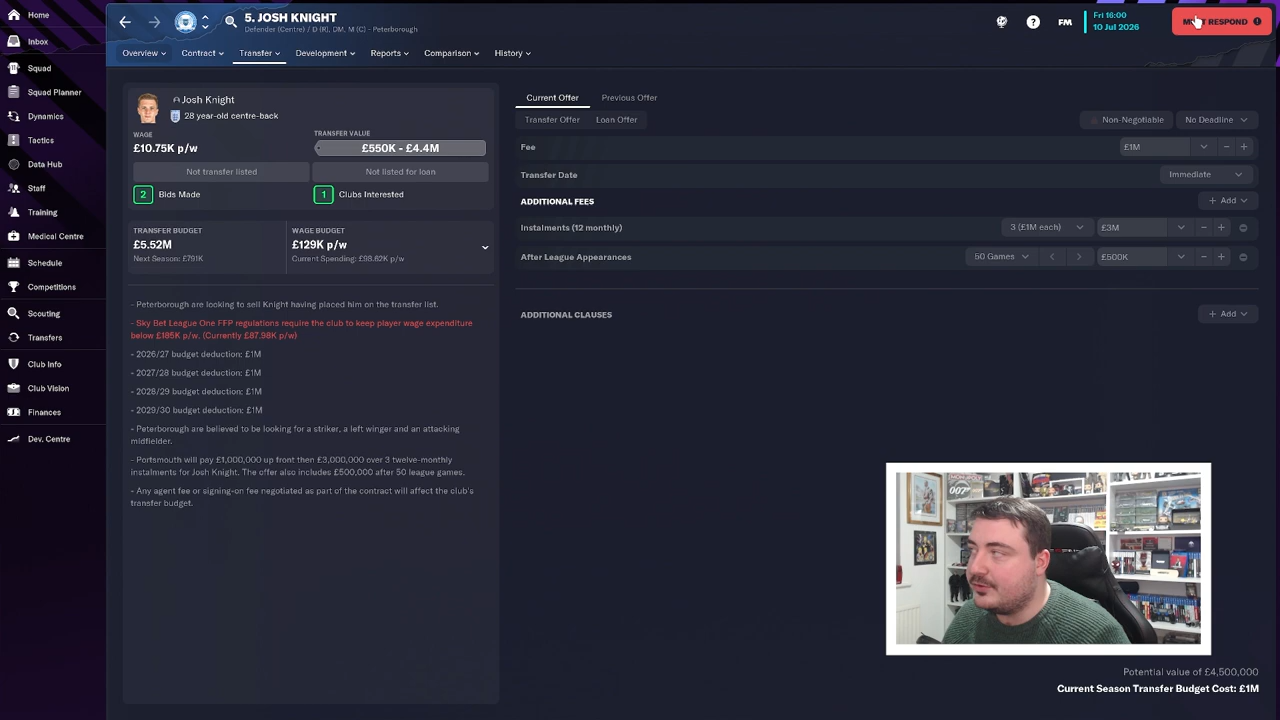 Home
Inbox
Squad
Squad Planner
Dynamics
Tactics
Data Hub
Staff
Training
Medical Centre
Schedule
Competitions
Scouting
Transfers
Club Info
Club Vision
Finances
Dev. Centre
5. JOSH KNIGHT
Defender (Centre) / D (R), DM, M (C) - Peterborough
FM
Fri 16:00
10 Jul 2026
MUST RESPOND
Overview
Contract
Transfer
Development
Reports
Comparison
History
Josh Knight
28 year-old centre-back
WAGE
£10.75K p/w
TRANSFER VALUE
£550K - £4.4M
Not transfer listed
Not listed for loan
2 Bids Made
1 Clubs Interested
TRANSFER BUDGET
£5.52M
Next Season: £791K
WAGE BUDGET
£129K p/w
Current Spending: £98.62K p/w
- Peterborough are looking to sell Knight having placed him on the transfer list.
- Sky Bet League One FFP regulations require the club to keep player wage expenditure
below £185K p/w. (Currently £87.98K p/w)
- 2026/27 budget deduction: £1M
- 2027/28 budget deduction: £1M
- 2028/29 budget deduction: £1M
- 2029/30 budget deduction: £1M
- Peterborough are believed to be looking for a striker, a left winger and an attacking
midfielder.
- Portsmouth will pay £1,000,000 up front then £3,000,000 over 3 twelve-monthly
instalments for Josh Knight. The offer also includes £500,000 after 50 league games.
- Any agent fee or signing-on fee negotiated as part of the contract will affect the club's
transfer budget.
Current Offer
Previous Offer
Transfer Offer
Loan Offer
Non-Negotiable
No Deadline
Fee
£1M
Transfer Date
Immediate
ADDITIONAL FEES
+ Add
Instalments (12 monthly)
3 (£1M each)
£3M
After League Appearances
50 Games
£500K
ADDITIONAL CLAUSES
+ Add
MONOPOLY
007
Potential value of £4,500,000
Current Season Transfer Budget Cost: £1M